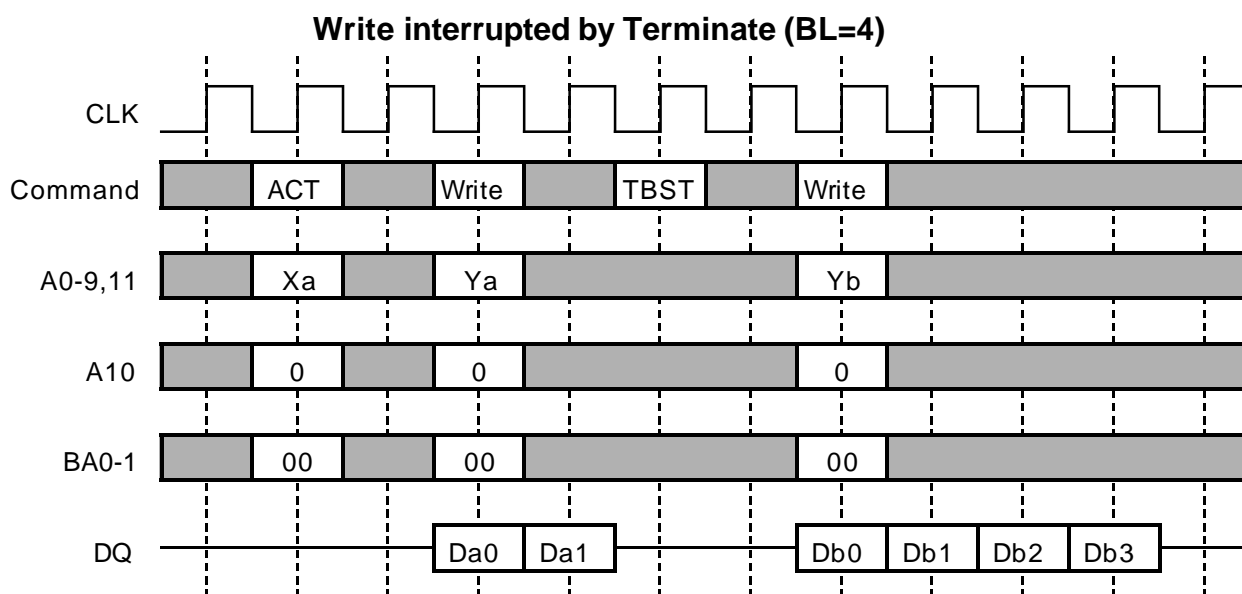 Write interrupted by Terminate (BL=4)
CLK
Command ACT Write TBST Write
A0-9,11 Xa Ya Yb
A10 0 0 0
BA0-1 00 00 00
DQ Da0 Da1 Db0 Db1 Db2 Db3